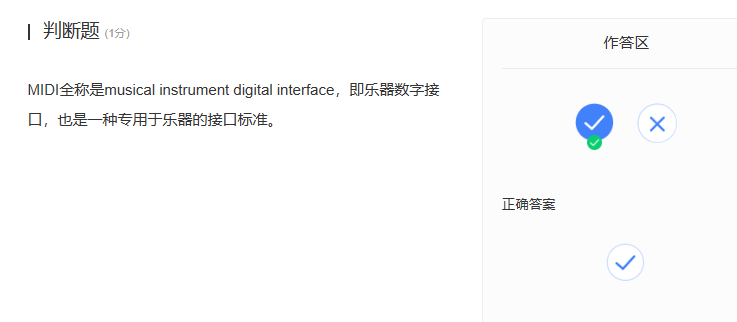 判断题 (1分)
MIDI全称是musical instrument digital interface，即乐器数字接
口，也是一种专用于乐器的接口标准。
作答区
正确答案